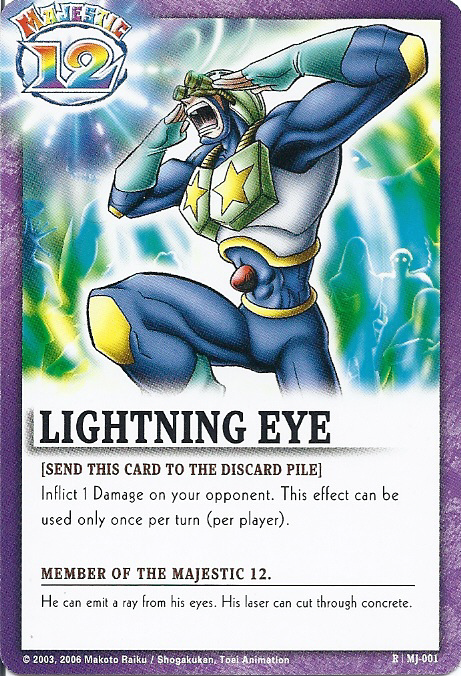 MAJESTIC
12
LIGHTNING EYE
[SEND THIS CARD TO THE DISCARD PILE]
Inflict 1 Damage on your opponent. This effect can be
used only once per turn (per player).
MEMBER OF THE MAJESTIC 12.
He can emit a ray from his eyes. His laser can cut through concrete.
© 2003, 2006 Makoto Raiku / Shogakukan, Toei Animation
R | MJ-001